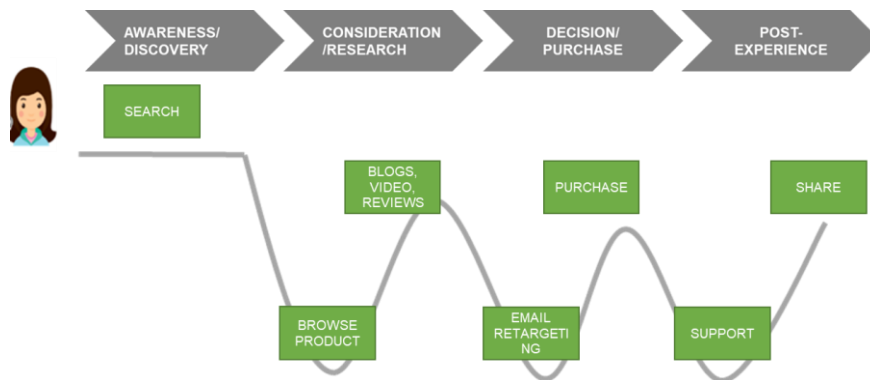 AWARENESS/
DISCOVERY
CONSIDERATION
/RESEARCH
DECISION/
PURCHASE
POST-
EXPERIENCE
SEARCH
BLOGS,
VIDEO,
REVIEWS
PURCHASE
SHARE
BROWSE
PRODUCT
EMAIL
RETARGETI
NG
SUPPORT